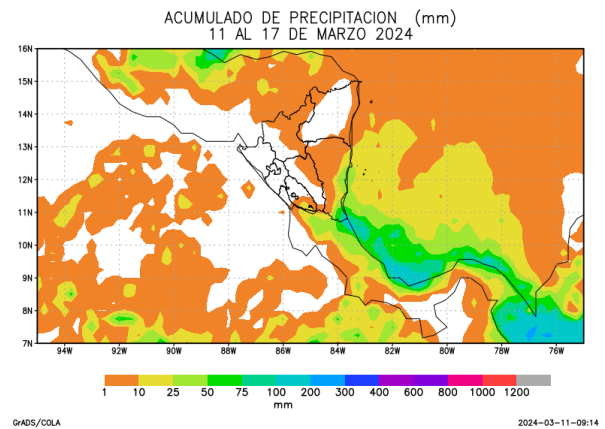 ACUMULADO DE PRECIPITACION (mm)
11 AL 17 DE MARZO 2024
16N
15N
14N
13N
12N
11N
10N
9N
8N
7N
94W 92W 90W 88W 86W 84W 82W 80W 78W 76W
1 10 25 50 75 100 200 300 400 600 800 1000 1200
mm
GrADS/COLA 2024-03-11-09:14